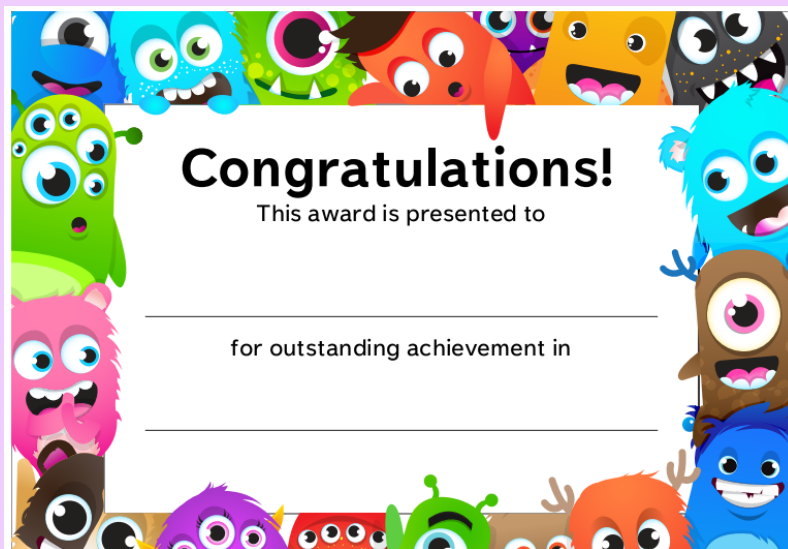 Congratulations!
This award is presented to
for outstanding achievement in